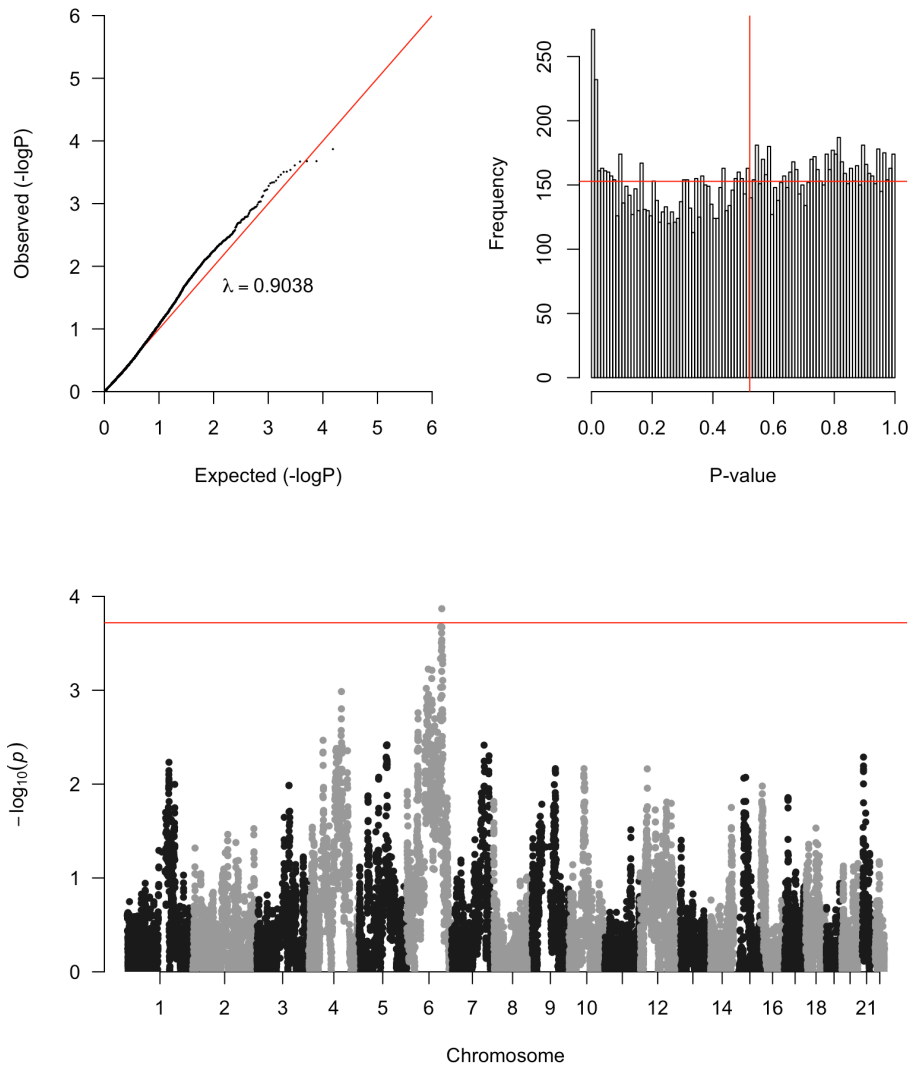 6
5
4
3
2
1
0
Observed (-logP)
λ = 0.9038
0 1 2 3 4 5 6
Expected (-logP)
250
200
150
100
50
0
Frequency
0.0 0.2 0.4 0.6 0.8 1.0
P-value
4
3
2
1
0
−log10(p)
1 2 3 4 5 6 7 8 9 10 12 14 16 18 21
Chromosome